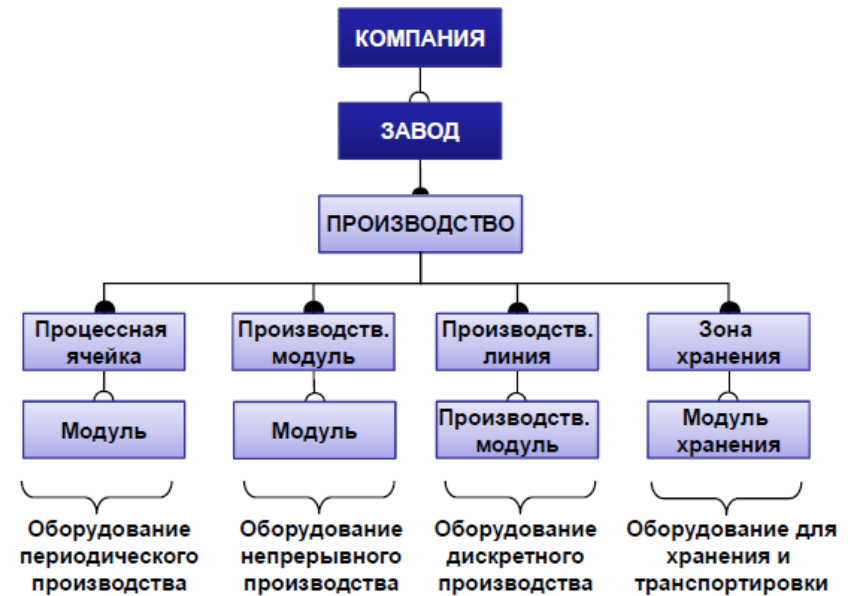 КОМПАНИЯ
ЗАВОД
ПРОИЗВОДСТВО
Процессная
ячейка
Производств.
модуль
Производств.
линия
Зона
хранения
Модуль
Модуль
Производств.
модуль
Модуль
хранения
Оборудование
периодического
производства
Оборудование
непрерывного
производства
Оборудование
дискретного
производства
Оборудование для
хранения и
транспортировки